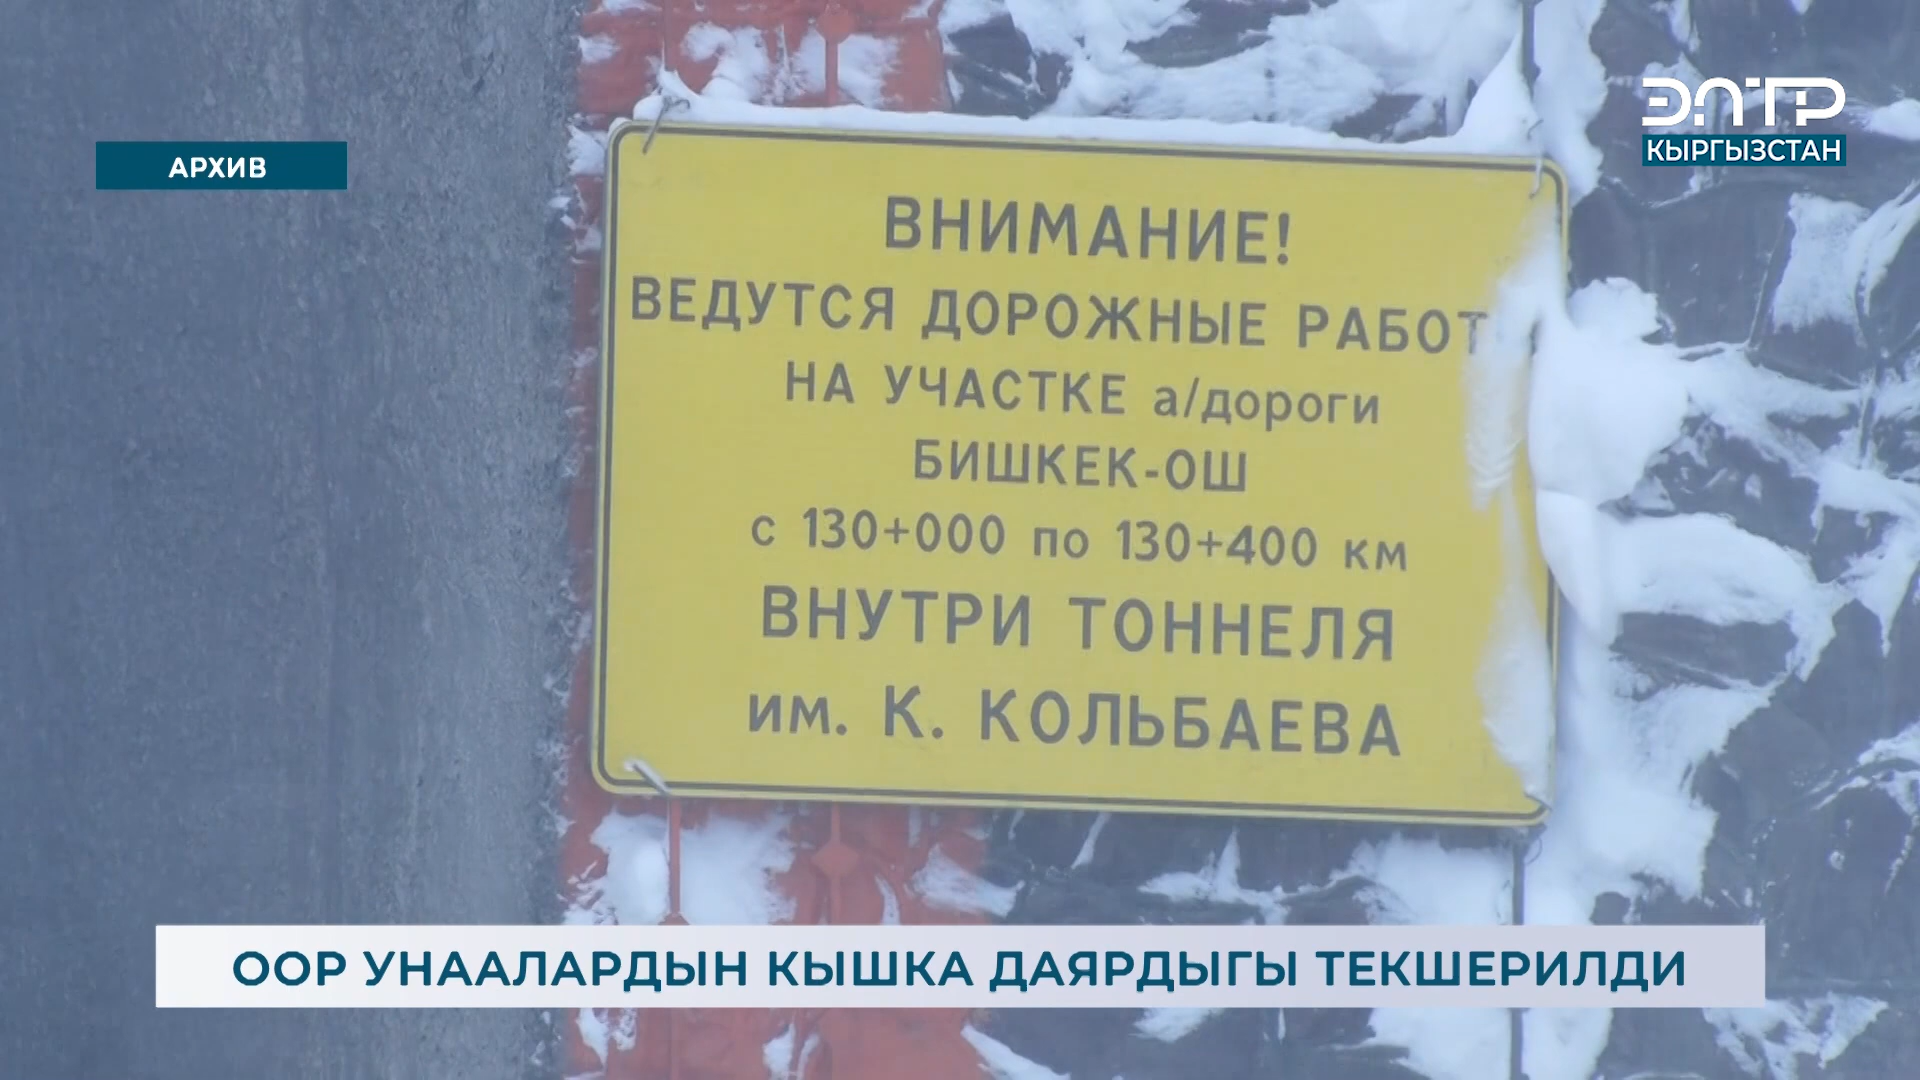 АРХИВ
ЭЛТР
КЫРГЫЗСТАН
ВНИМАНИЕ!
ВЕДУТСЯ ДОРОЖНЫЕ РАБОТ
НА УЧАСТКЕ а/дороги
БИШКЕК-ОШ
с 130+000 по 130+400 км
ВНУТРИ ТОННЕЛЯ
им. К. КОЛЬБАЕВА
ООР УНААЛАРДЫН КЫШКА ДАЯРДЫГЫ ТЕКШЕРИЛДИ